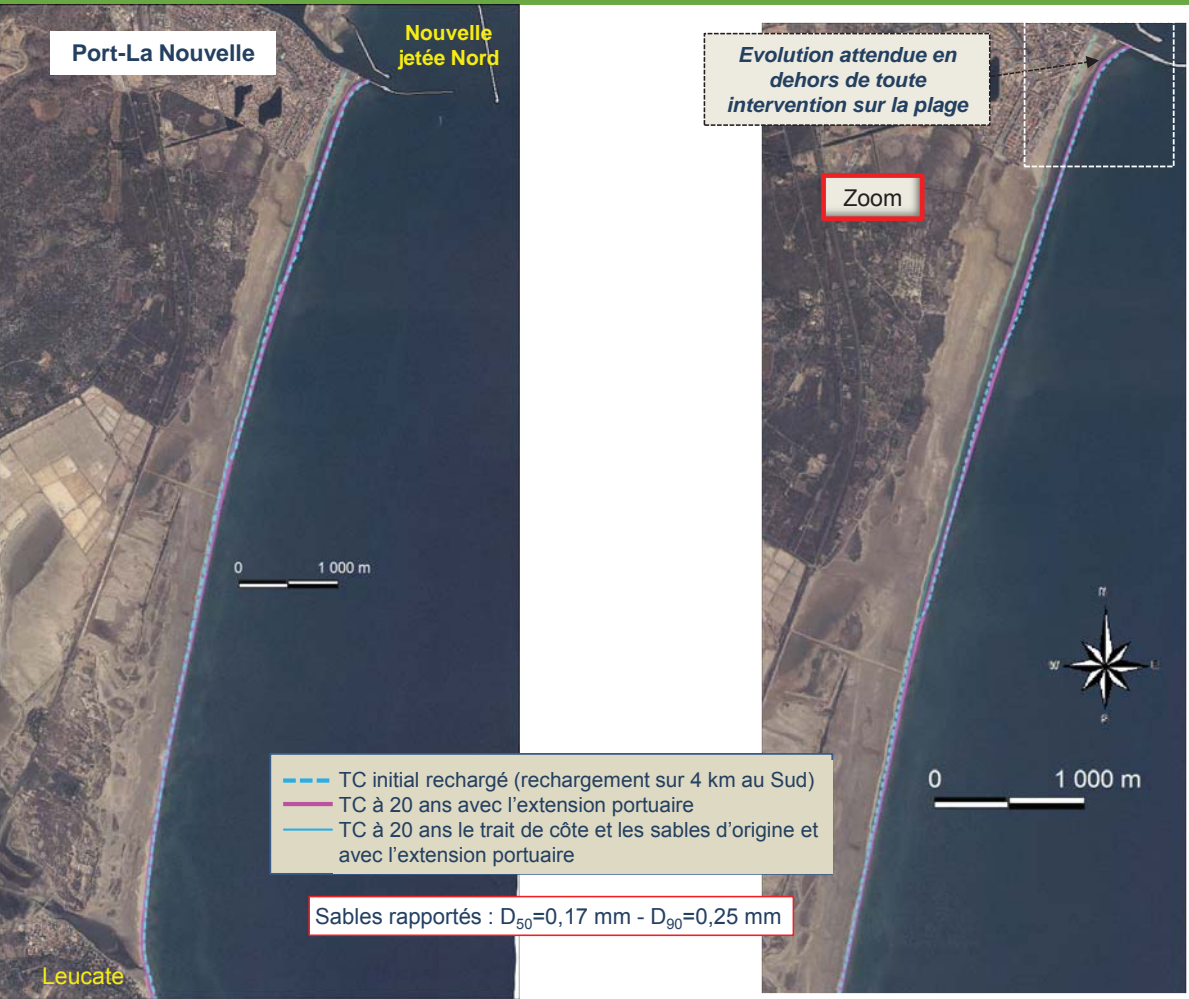 Port-La Nouvelle
Nouvelle
jetée Nord
Evolution attendue en
dehors de toute
intervention sur la plage
Zoom
0 1 000 m
TC initial rechargé (rechargement sur 4 km au Sud)
TC à 20 ans avec l'extension portuaire
TC à 20 ans le trait de côte et les sables d'origine et
avec l'extension portuaire
0 1 000 m
Sables rapportés : D50=0,17 mm - D90=0,25 mm
Leucate